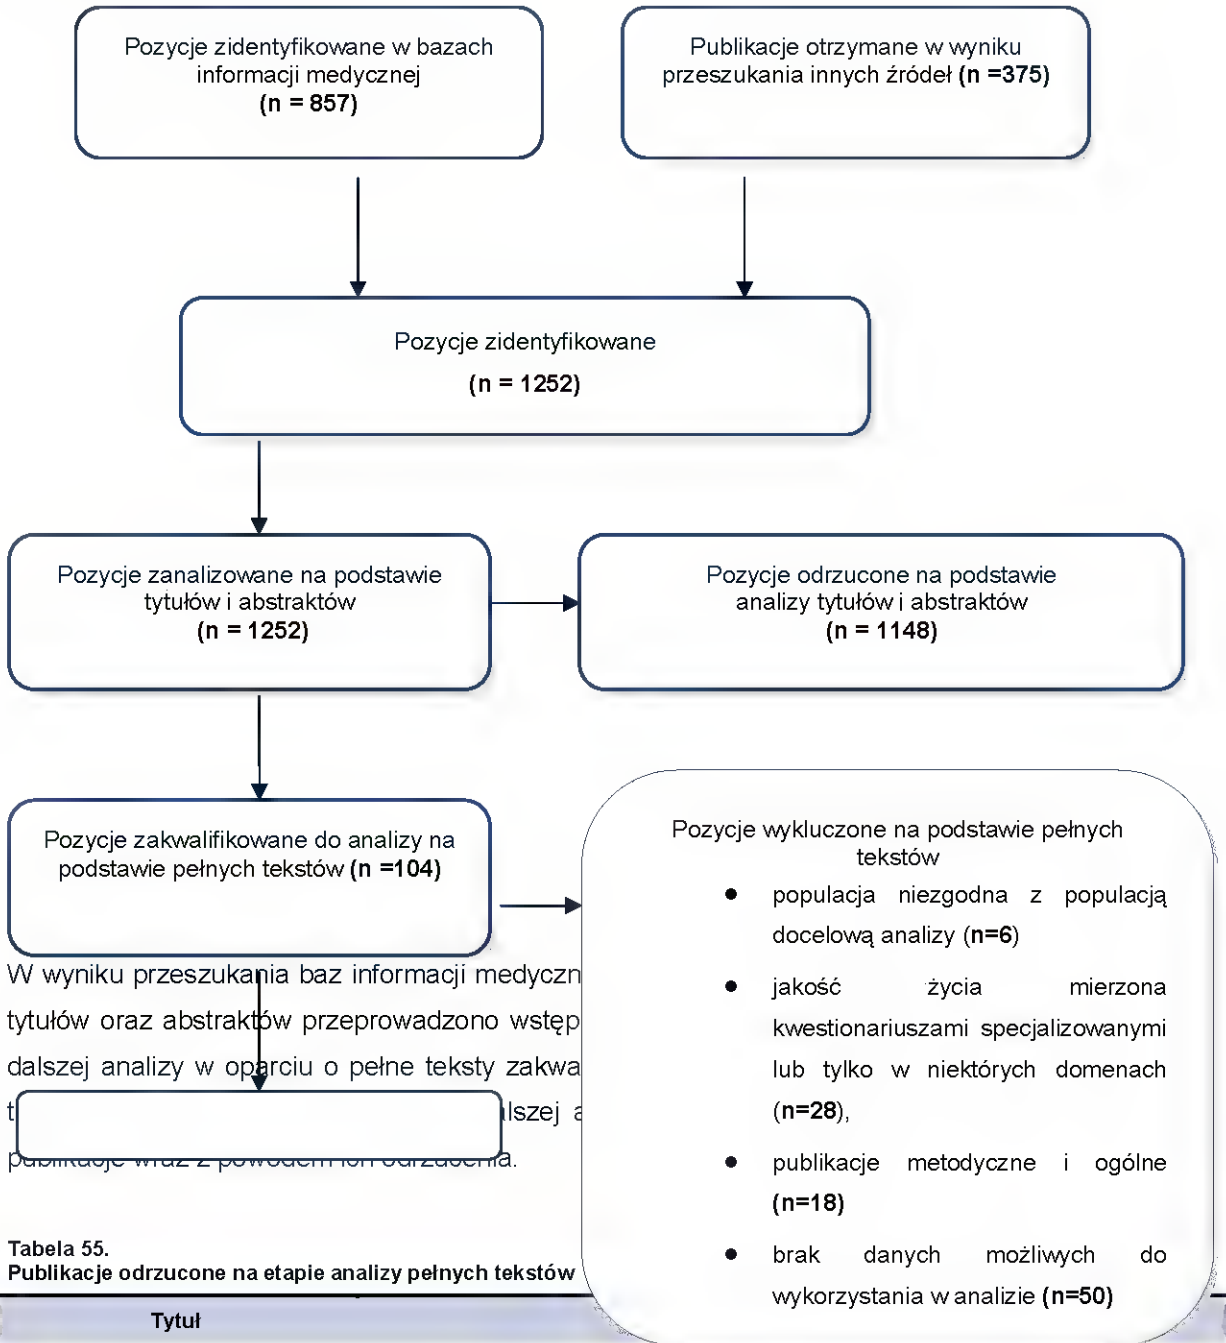 Pozycje zidentyfikowane w bazach
informacji medycznej
(n = 857)
Publikacje otrzymane w wyniku
przeszukania innych źródeł (n =375)
Pozycje zidentyfikowane
(n = 1252)
Pozycje zanalizowane na podstawie
tytułów i abstraktów
(n = 1252)
Pozycje odrzucone na podstawie
analizy tytułów i abstraktów
(n = 1148)
Pozycje zakwalifikowane do analizy na
podstawie pełnych tekstów (n =104)
Pozycje wykluczone na podstawie pełnych
tekstów
● populacja niezgodna z populacją
docelową analizy (n=6)
● jakość życia mierzona
kwestionariuszami specjalizowanymi
lub tylko w niektórych domenach
(n=28),
● publikacje metodyczne i ogólne
(n=18)
● brak danych możliwych do
wykorzystania w analizie (n=50)
W wyniku przeszukania baz informacji medyczn
tytułów oraz abstraktów przeprowadzono wstęp
dalszej analizy w oparciu o pełne teksty zakwa
t lszej a
publikacje wraz z powodem ich odrzucenia.
Tabela 55.
Publikacje odrzucone na etapie analizy pełnych tekstów
Tytuł